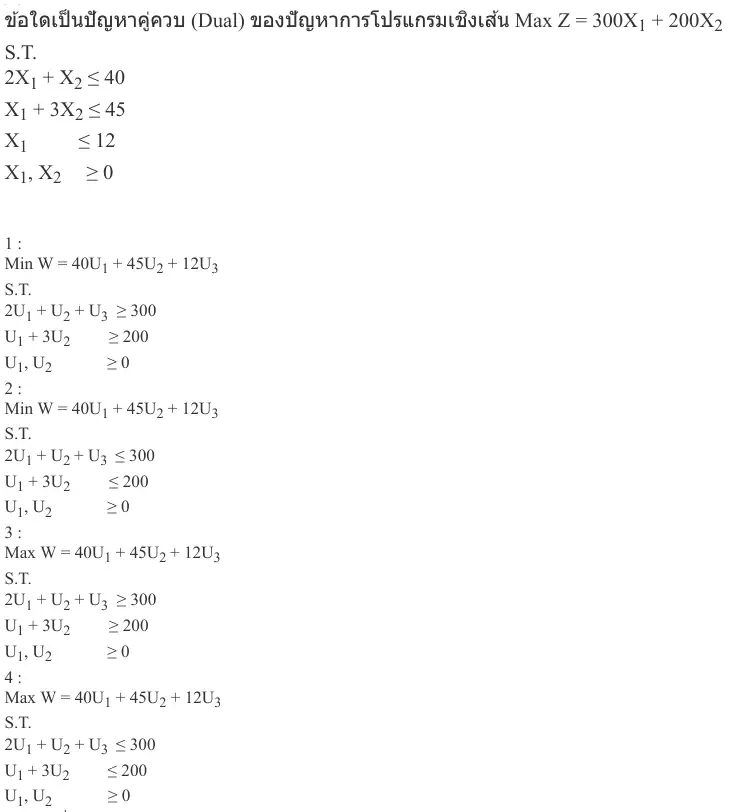 ข้อใดเป็นปัญหาคู่ควบ (Dual) ของปัญหาการโปรแกรมเชิงเส้น Max Z = 300X1 + 200X2
S.T.
2X1 + X2 ≤ 40
X1 + 3X2 ≤ 45
X1 ≤ 12
X1, X2 ≥ 0
1 :
Min W = 40U1 + 45U2 + 12U3
S.T.
2U1 + U2 + U3 ≥ 300
U1 + 3U2 ≥ 200
U1, U2 ≥ 0
2 :
Min W = 40U1 + 45U2 + 12U3
S.T.
2U1 + U2 + U3 ≤ 300
U1 + 3U2 ≤ 200
U1, U2 ≥ 0
3 :
Max W = 40U1 + 45U2 + 12U3
S.T.
2U1 + U2 + U3 ≥ 300
U1 + 3U2 ≥ 200
U1, U2 ≥ 0
4 :
Max W = 40U1 + 45U2 + 12U3
S.T.
2U1 + U2 + U3 ≤ 300
U1 + 3U2 ≤ 200
U1, U2 ≥ 0